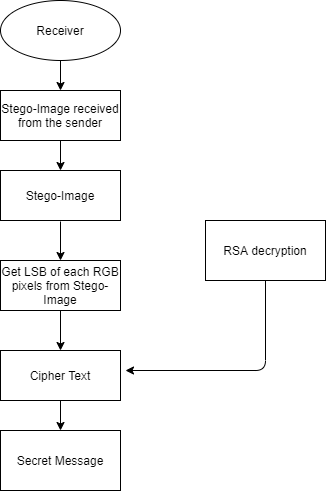 Receiver
Stego-Image received
from the sender
Stego-Image
RSA decryption
Get LSB of each RGB
pixels from Stego-
Image
Cipher Text
Secret Message